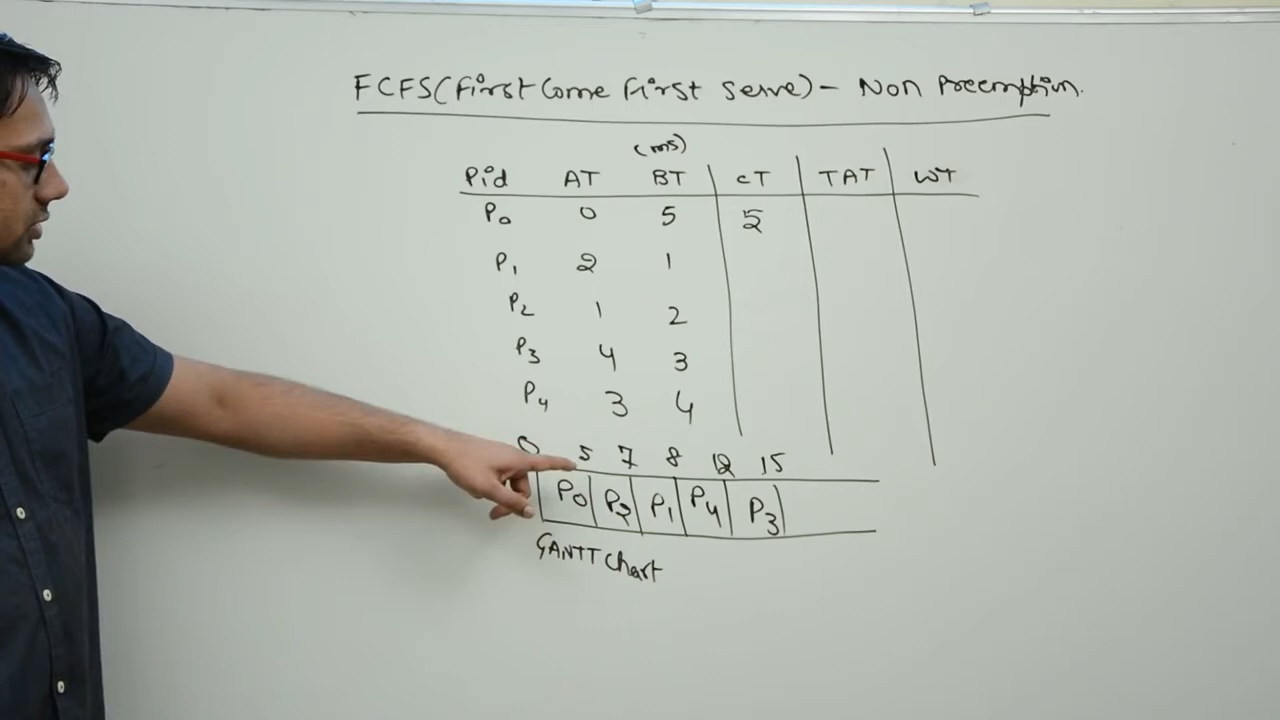 FCFS(First Come First Serve) - Non Preemption.
(ms)
Pid AT BT CT TAT WT
P0 0 5 5
P1 2 1
P2 1 2
P3 4 3
P4 3 4
0 5 7 8 12 15
P0 P2 P1 P4 P3
GANTT Chart